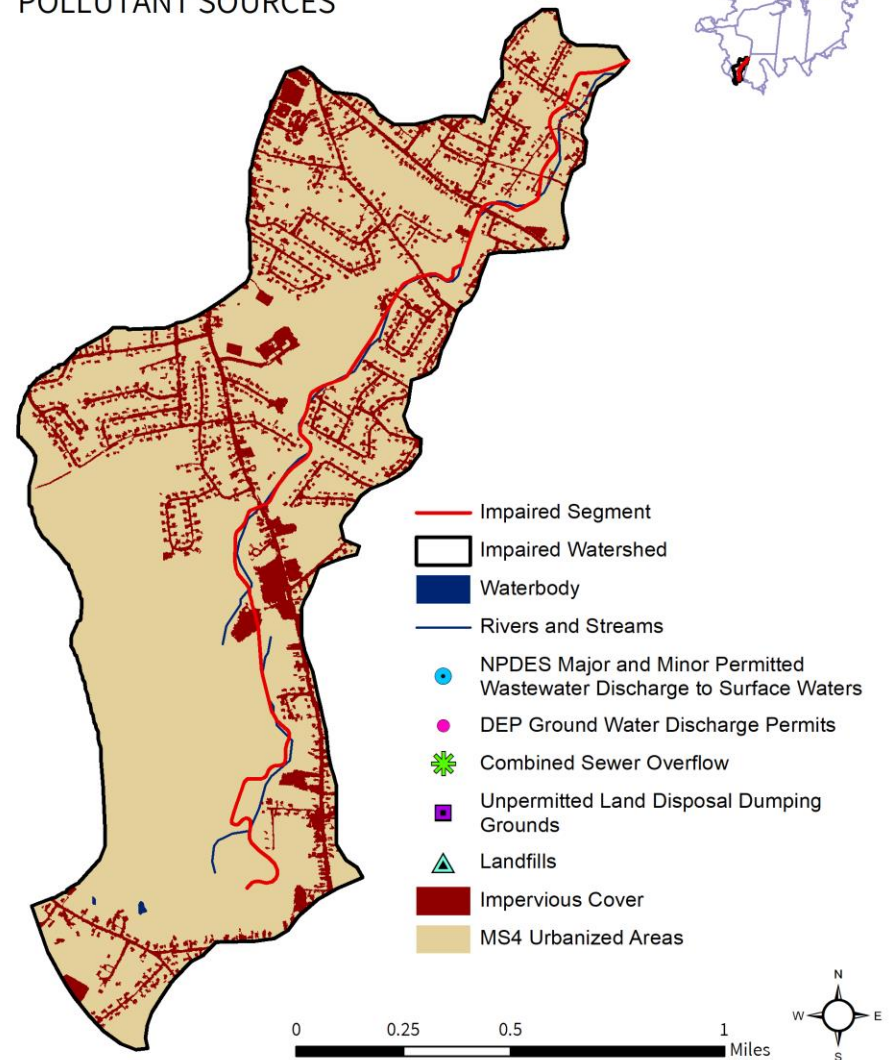 POLLUTANT SOURCES
Impaired Segment
Impaired Watershed
Waterbody
Rivers and Streams
NPDES Major and Minor Permitted
Wastewater Discharge to Surface Waters
DEP Ground Water Discharge Permits
Combined Sewer Overflow
Unpermitted Land Disposal Dumping
Grounds
Landfills
Impervious Cover
MS4 Urbanized Areas
0 0.25 0.5 1
Miles
N
W E
S